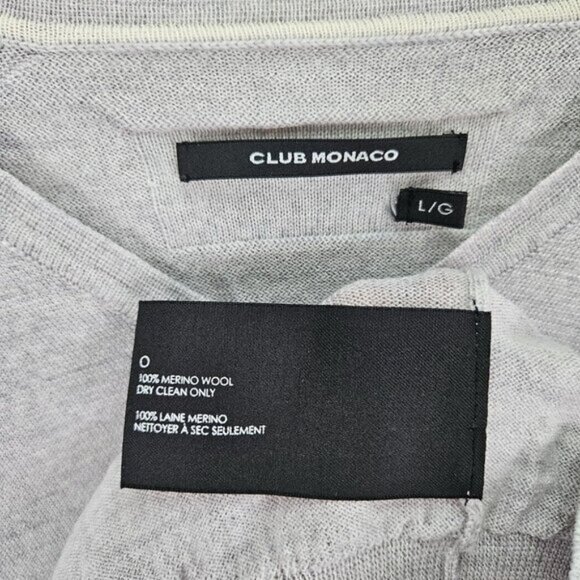 CLUB MONACO
L/G
O
100% MERINO WOOL
DRY CLEAN ONLY
100% LAINE MERINO
NETTOYER À SEC SEULEMENT